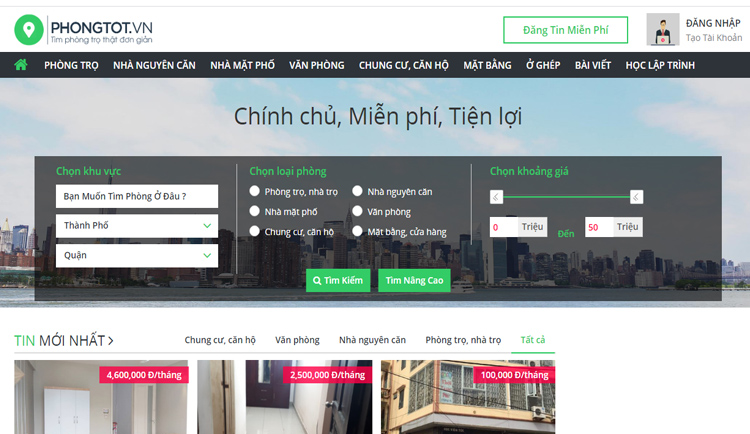 PHONGTOT.VN
Tìm phòng trọ thật đơn giản
Đăng Tin Miễn Phí
ĐĂNG NHẬP
Tạo Tài Khoản
PHÒNG TRỌ NHÀ NGUYÊN CĂN NHÀ MẶT PHỐ VĂN PHÒNG CHUNG CƯ, CĂN HỘ MẶT BẰNG Ở GHÉP BÀI VIẾT HỌC LẬP TRÌNH
Chính chủ, Miễn phí, Tiện lợi
Chọn khu vực
Bạn Muốn Tìm Phòng Ở Đâu ?
Thành Phố
Quận
Chọn loại phòng
Phòng trọ, nhà trọ Nhà nguyên căn
Nhà mặt phố Văn phòng
Chung cư, căn hộ Mặt bằng, cửa hàng
Chọn khoảng giá
0 Triệu Đến 50 Triệu
Tìm Kiếm Tìm Nâng Cao
TIN MỚI NHẤT
Chung cư, căn hộ Văn phòng Nhà nguyên căn Phòng trọ, nhà trọ Tất cả
4,600,000 Đ/tháng 2,500,000 Đ/tháng 100,000 Đ/tháng